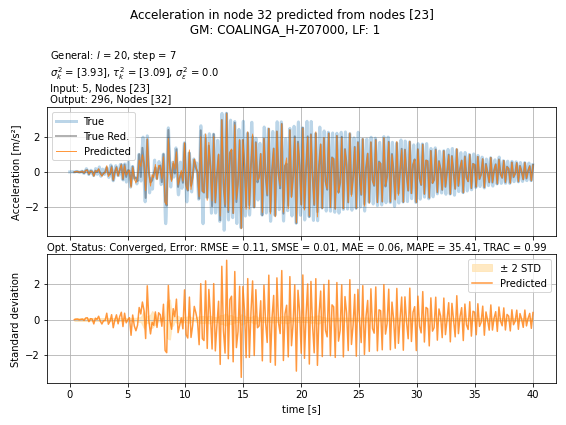 Acceleration in node 32 predicted from nodes [23]
GM: COALINGA_H-Z07000, LF: 1
General: l = 20, step = 7
σ²ₖ = [3.93], τ²ₖ = [3.09], σ²ε = 0.0
Input: 5, Nodes [23]
Output: 296, Nodes [32]
True
True Red.
Predicted
Acceleration [m/s²]
2
0
−2
Opt. Status: Converged, Error: RMSE = 0.11, SMSE = 0.01, MAE = 0.06, MAPE = 35.41, TRAC = 0.99
± 2 STD
Predicted
Standard deviation
2
0
−2
0 5 10 15 20 25 30 35 40
time [s]